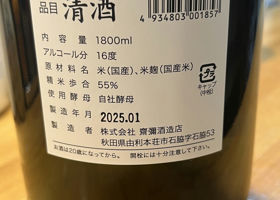 品目 清酒
4 934803 001857
内容量 1800ml
アルコール分 16度
原材料名 米(国産)、米麹(国産米)
精米歩合 55%
使用酵母 自社酵母
製造年月 2025.01
製造者 株式会社 齋彌酒造店
秋田県由利本荘市石脇字石脇53
お酒は20歳になってから。 開栓には十分注意して下さい。
プラ
キャップ
(中栓)